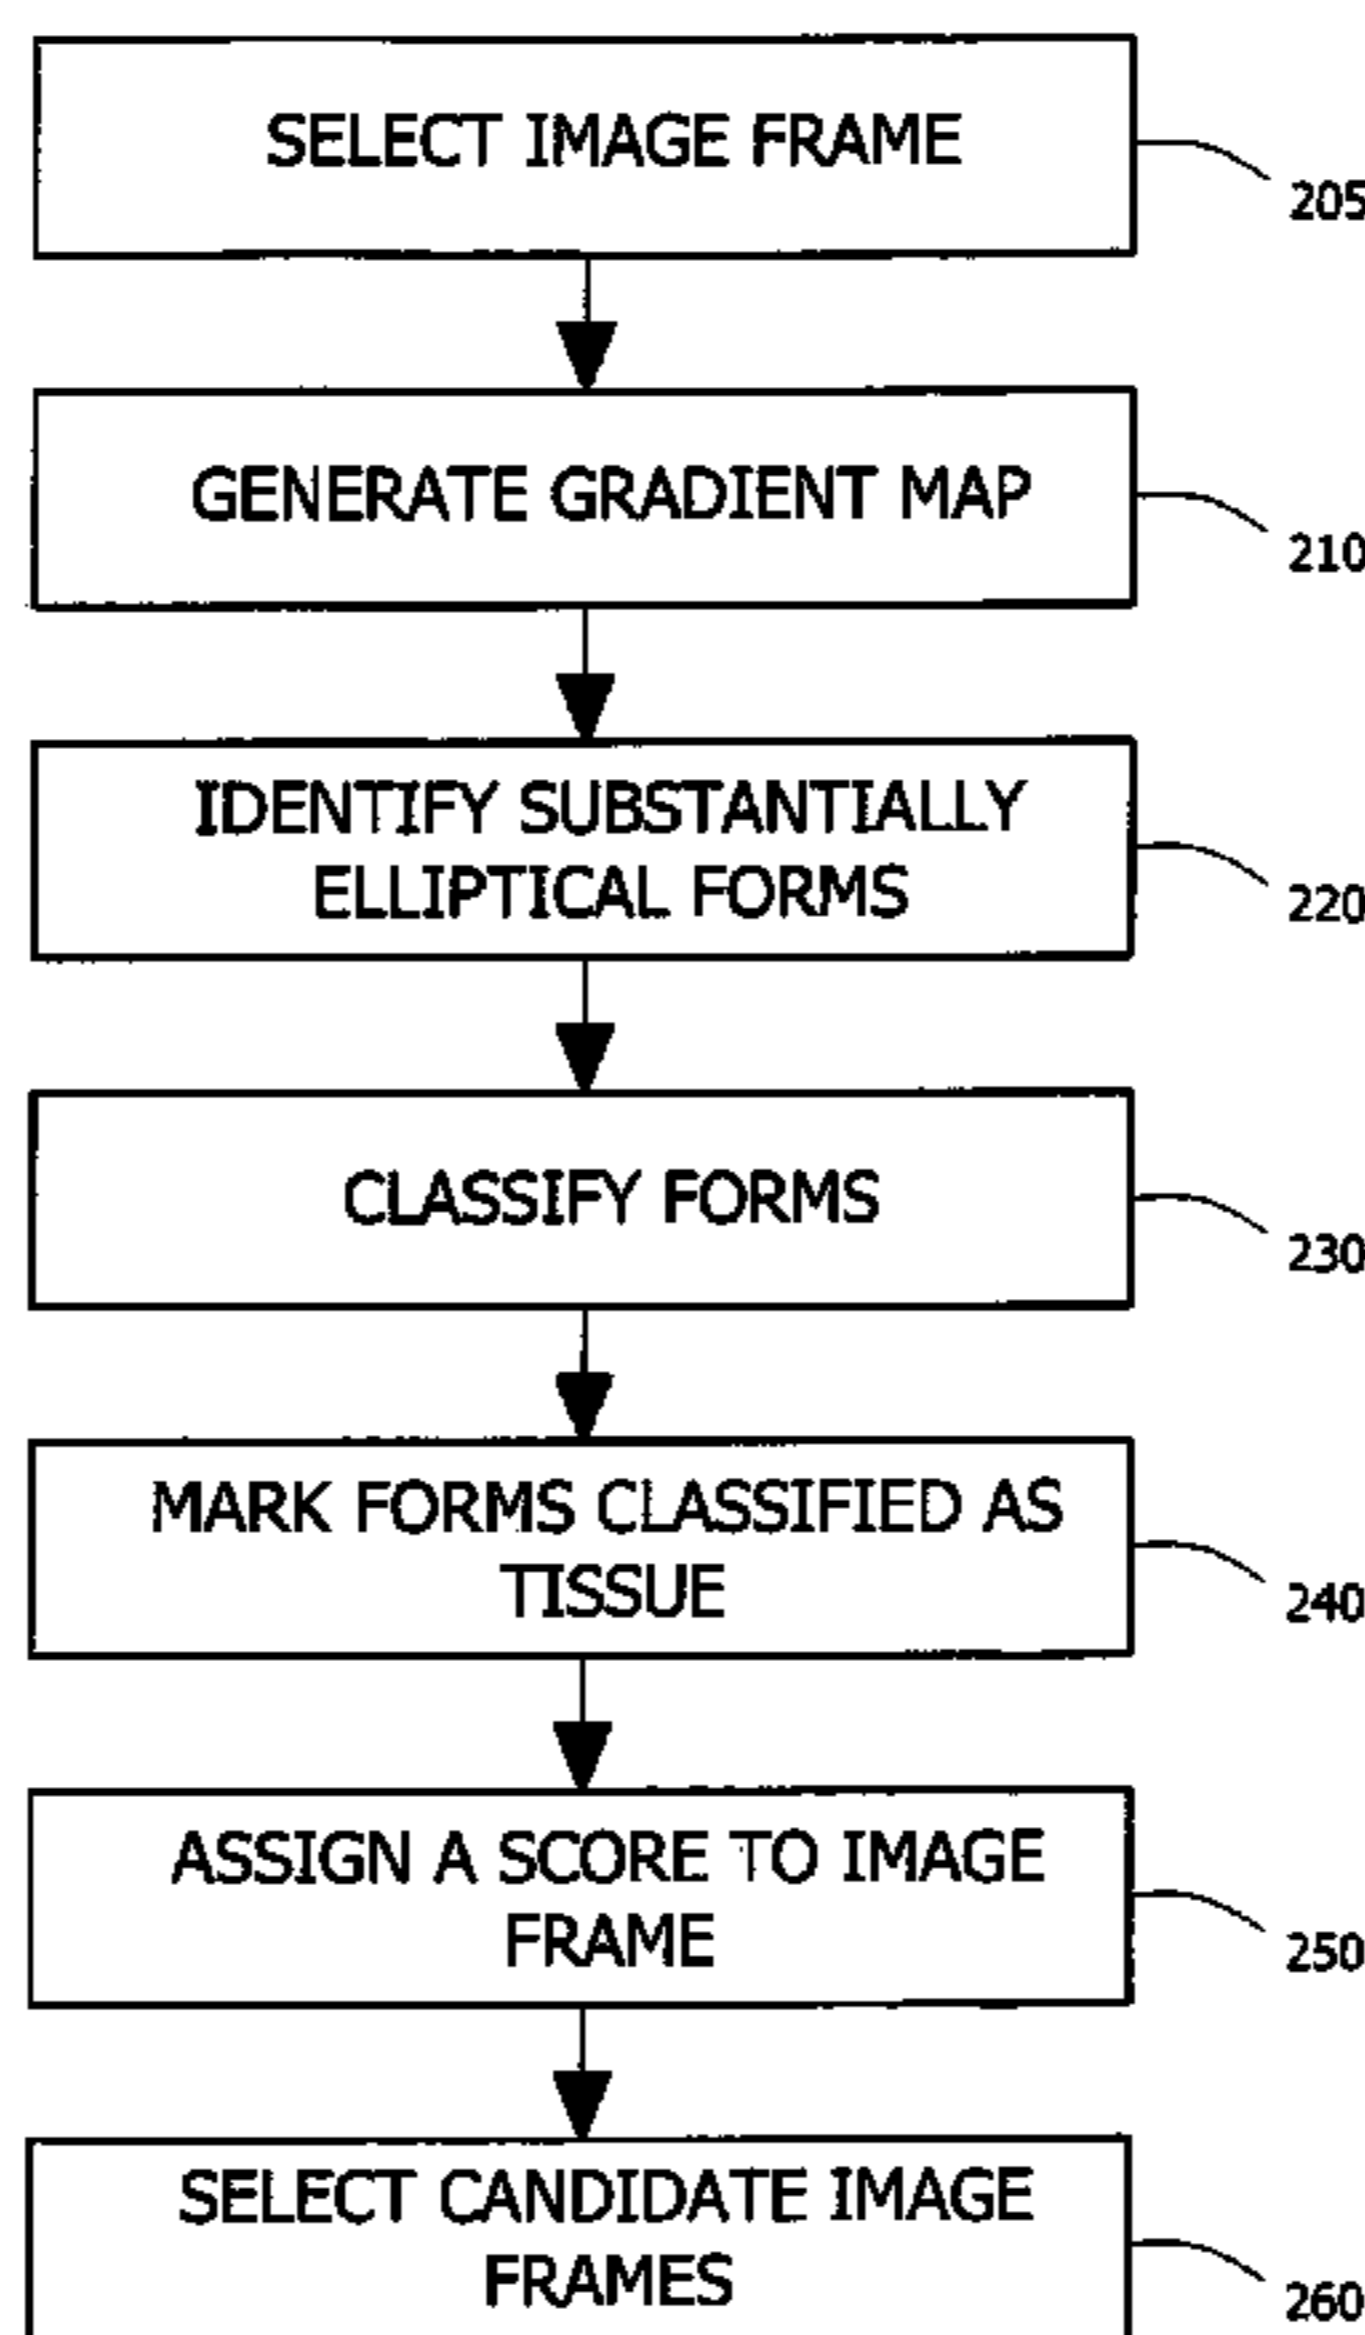 SELECT IMAGE FRAME
205
GENERATE GRADIENT MAP
210
IDENTIFY SUBSTANTIALLY
ELLIPTICAL FORMS
220
CLASSIFY FORMS
230
MARK FORMS CLASSIFIED AS
TISSUE
240
ASSIGN A SCORE TO IMAGE
FRAME
250
SELECT CANDIDATE IMAGE
FRAMES
260